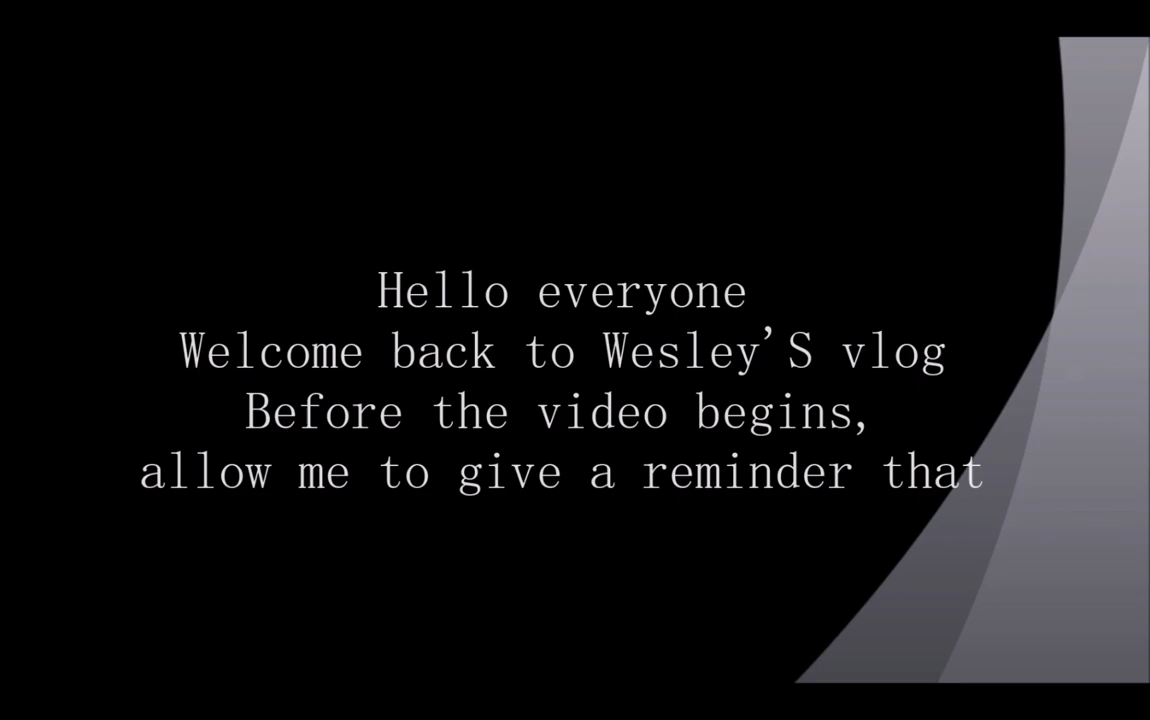 Hello everyone
Welcome back to Wesley'S vlog
Before the video begins,
allow me to give a reminder that